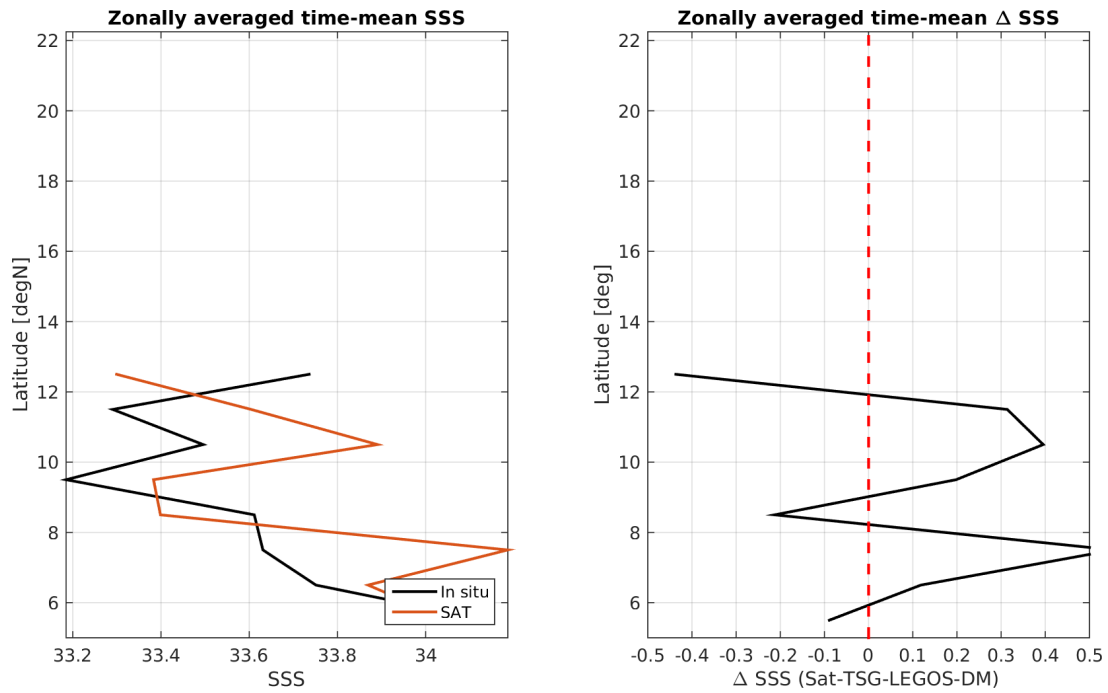 Zonally averaged time-mean SSS
22
20
18
16
14
12
10
8
6
Latitude [degN]
33.2 33.4 33.6 33.8 34
SSS
In situ
SAT
Zonally averaged time-mean Δ SSS
22
20
18
16
14
12
10
8
6
Latitude [deg]
-0.5 -0.4 -0.3 -0.2 -0.1 0 0.1 0.2 0.3 0.4 0.5
Δ SSS (Sat-TSG-LEGOS-DM)